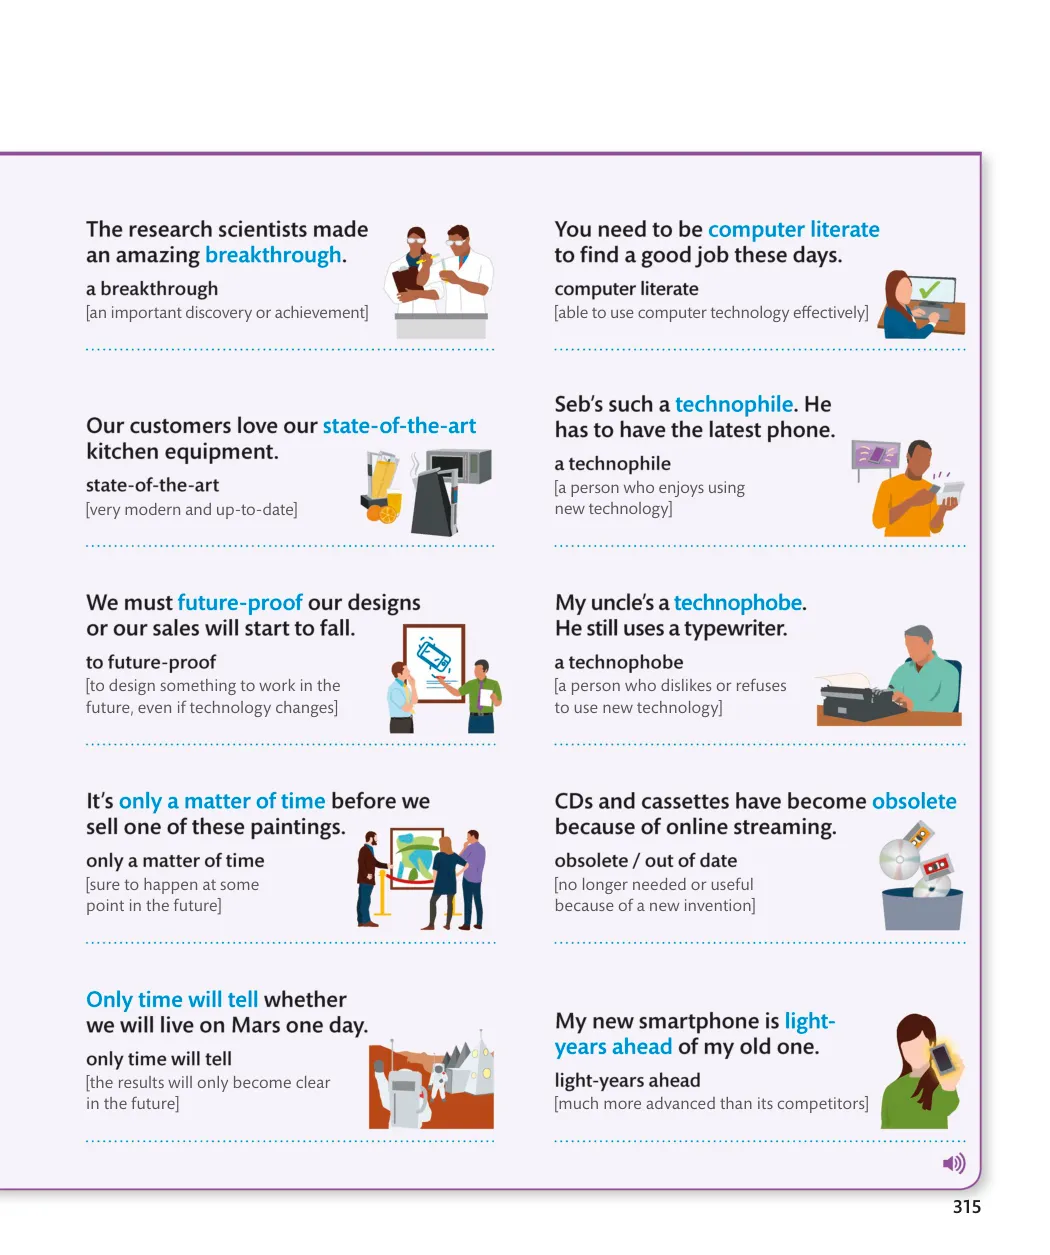 The research scientists made
an amazing breakthrough.
a breakthrough
[an important discovery or achievement]
Our customers love our state-of-the-art
kitchen equipment.
state-of-the-art
[very modern and up-to-date]
We must future-proof our designs
or our sales will start to fall.
to future-proof
[to design something to work in the
future, even if technology changes]
It's only a matter of time before we
sell one of these paintings.
only a matter of time
[sure to happen at some
point in the future]
Only time will tell whether
we will live on Mars one day.
only time will tell
[the results will only become clear
in the future]
You need to be computer literate
to find a good job these days.
computer literate
[able to use computer technology effectively]
Seb's such a technophile. He
has to have the latest phone.
a technophile
[a person who enjoys using
new technology]
My uncle's a technophobe.
He still uses a typewriter.
a technophobe
[a person who dislikes or refuses
to use new technology]
CDs and cassettes have become obsolete
because of online streaming.
obsolete / out of date
[no longer needed or useful
because of a new invention]
My new smartphone is light-
years ahead of my old one.
light-years ahead
[much more advanced than its competitors]
315